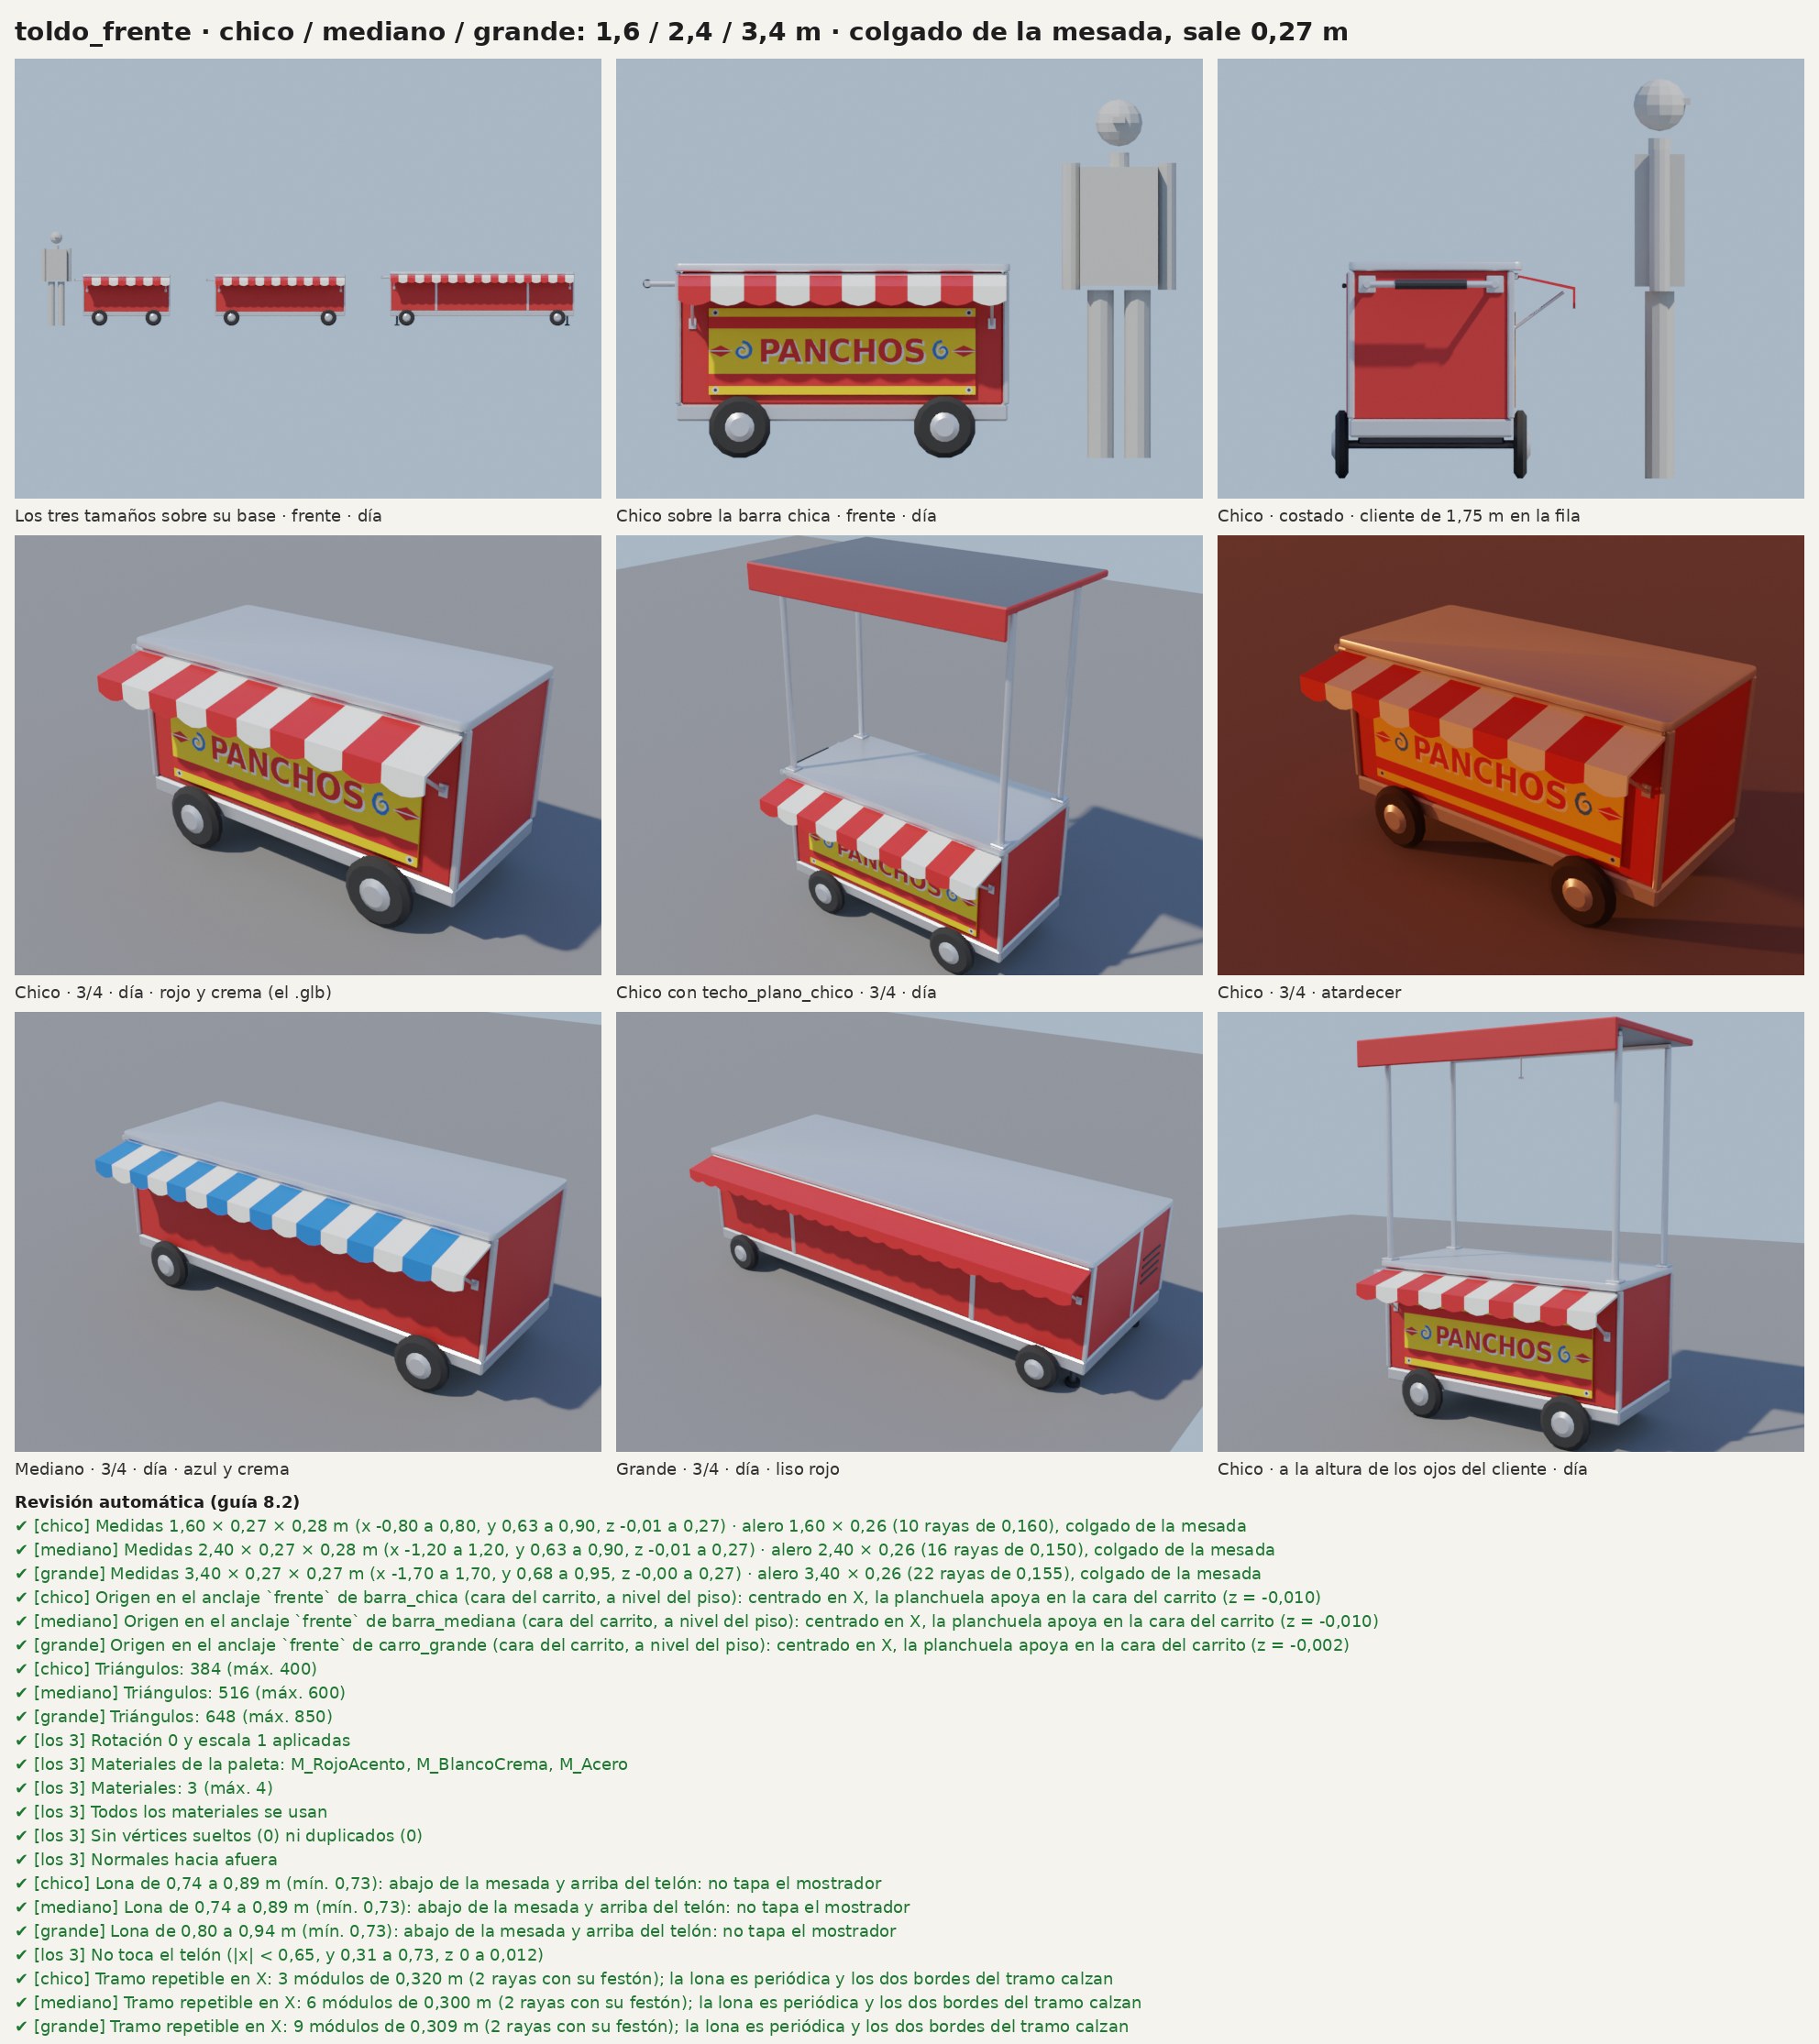 toldo_frente · chico / mediano / grande: 1,6 / 2,4 / 3,4 m · colgado de la mesada, sale 0,27 m
PANCHOS
Los tres tamaños sobre su base · frente · día
Chico sobre la barra chica · frente · día
Chico · costado · cliente de 1,75 m en la fila
PANCHOS
PANCHOS
PANCHOS
Chico · 3/4 · día · rojo y crema (el .glb)
Chico con techo_plano_chico · 3/4 · día
Chico · 3/4 · atardecer
PANCHOS
Mediano · 3/4 · día · azul y crema
Grande · 3/4 · día · liso rojo
Chico · a la altura de los ojos del cliente · día
Revisión automática (guía 8.2)
✔ [chico] Medidas 1,60 × 0,27 × 0,28 m (x -0,80 a 0,80, y 0,63 a 0,90, z -0,01 a 0,27) · alero 1,60 × 0,26 (10 rayas de 0,160), colgado de la mesada
✔ [mediano] Medidas 2,40 × 0,27 × 0,28 m (x -1,20 a 1,20, y 0,63 a 0,90, z -0,01 a 0,27) · alero 2,40 × 0,26 (16 rayas de 0,150), colgado de la mesada
✔ [grande] Medidas 3,40 × 0,27 × 0,27 m (x -1,70 a 1,70, y 0,68 a 0,95, z -0,00 a 0,27) · alero 3,40 × 0,26 (22 rayas de 0,155), colgado de la mesada
✔ [chico] Origen en el anclaje `frente` de barra_chica (cara del carrito, a nivel del piso): centrado en X, la planchuela apoya en la cara del carrito (z = -0,010)
✔ [mediano] Origen en el anclaje `frente` de barra_mediana (cara del carrito, a nivel del piso): centrado en X, la planchuela apoya en la cara del carrito (z = -0,010)
✔ [grande] Origen en el anclaje `frente` de carro_grande (cara del carrito, a nivel del piso): centrado en X, la planchuela apoya en la cara del carrito (z = -0,002)
✔ [chico] Triángulos: 384 (máx. 400)
✔ [mediano] Triángulos: 516 (máx. 600)
✔ [grande] Triángulos: 648 (máx. 850)
✔ [los 3] Rotación 0 y escala 1 aplicadas
✔ [los 3] Materiales de la paleta: M_RojoAcento, M_BlancoCrema, M_Acero
✔ [los 3] Materiales: 3 (máx. 4)
✔ [los 3] Todos los materiales se usan
✔ [los 3] Sin vértices sueltos (0) ni duplicados (0)
✔ [los 3] Normales hacia afuera
✔ [chico] Lona de 0,74 a 0,89 m (mín. 0,73): abajo de la mesada y arriba del telón: no tapa el mostrador
✔ [mediano] Lona de 0,74 a 0,89 m (mín. 0,73): abajo de la mesada y arriba del telón: no tapa el mostrador
✔ [grande] Lona de 0,80 a 0,94 m (mín. 0,73): abajo de la mesada y arriba del telón: no tapa el mostrador
✔ [los 3] No toca el telón (|x| < 0,65, y 0,31 a 0,73, z 0 a 0,012)
✔ [chico] Tramo repetible en X: 3 módulos de 0,320 m (2 rayas con su festón); la lona es periódica y los dos bordes del tramo calzan
✔ [mediano] Tramo repetible en X: 6 módulos de 0,300 m (2 rayas con su festón); la lona es periódica y los dos bordes del tramo calzan
✔ [grande] Tramo repetible en X: 9 módulos de 0,309 m (2 rayas con su festón); la lona es periódica y los dos bordes del tramo calzan